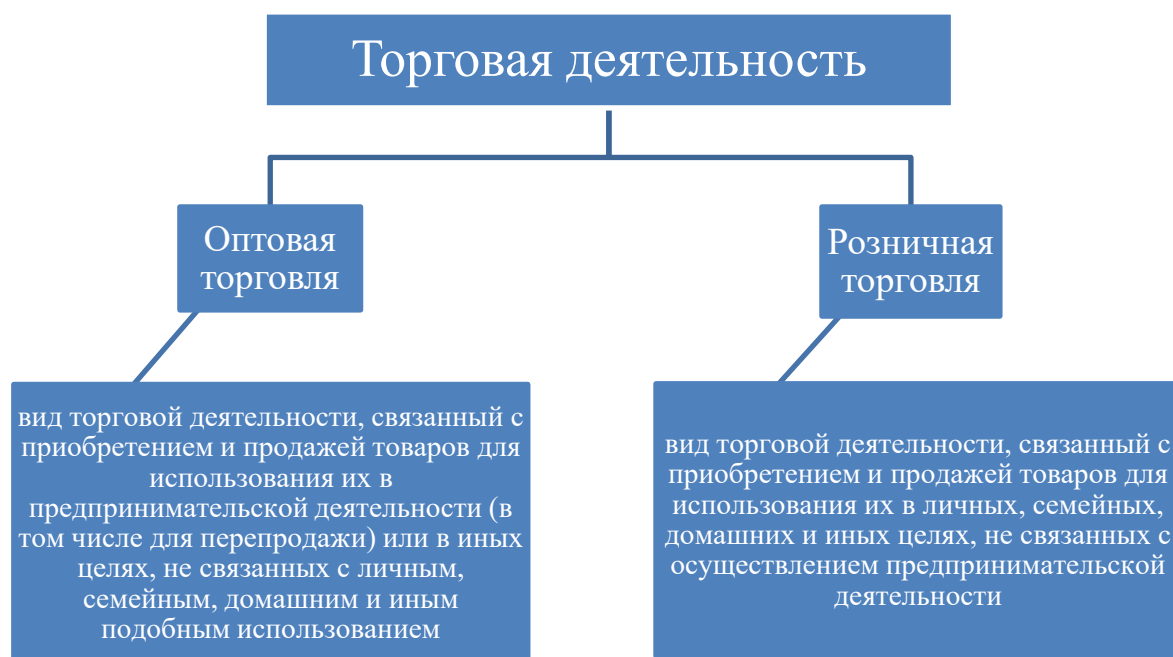 Торговая деятельность
Оптовая
торговля
Розничная
торговля
вид торговой деятельности, связанный с
приобретением и продажей товаров для
использования их в
предпринимательской деятельности (в
том числе для перепродажи) или в иных
целях, не связанных с личным,
семейным, домашним и иным
подобным использованием
вид торговой деятельности, связанный с
приобретением и продажей товаров для
использования их в личных, семейных,
домашних и иных целях, не связанных с
осуществлением предпринимательской
деятельности